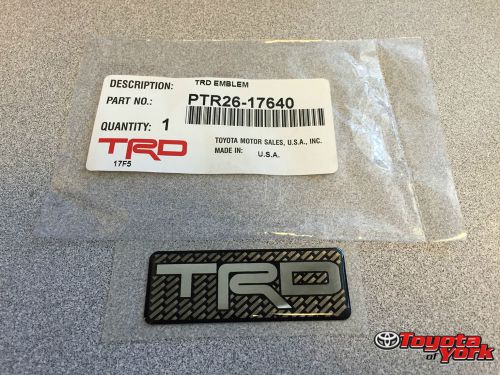 DESCRIPTION: TRD EMBLEM
PART NO.: PTR26-17640
QUANTITY: 1
TOYOTA MOTOR SALES, U.S.A., INC.
TRD MADE IN: U.S.A.
17F5
TRD
Toyota
of York